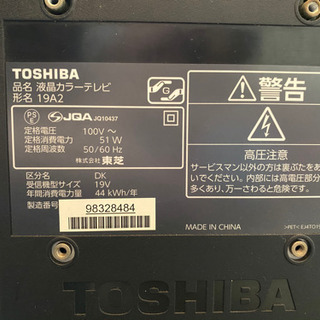 TOSHIBA
品名 液晶カラーテレビ
形名 19A2
PS
E
JQA JQ10437
定格電圧 100V～
定格消費電力 51W
定格周波数 50/60 Hz
株式会社 東芝
区分名 DK
受信機型サイズ 19V
年間消費電力量 44 kWh/年
製造番号
98328484
警告
高圧注意
サービスマン以外の方は裏ぶたをあ
けないでください。内部には高電圧部分が
あり、万一さわると危険です。
MADE IN CHINA
TOSHIBA